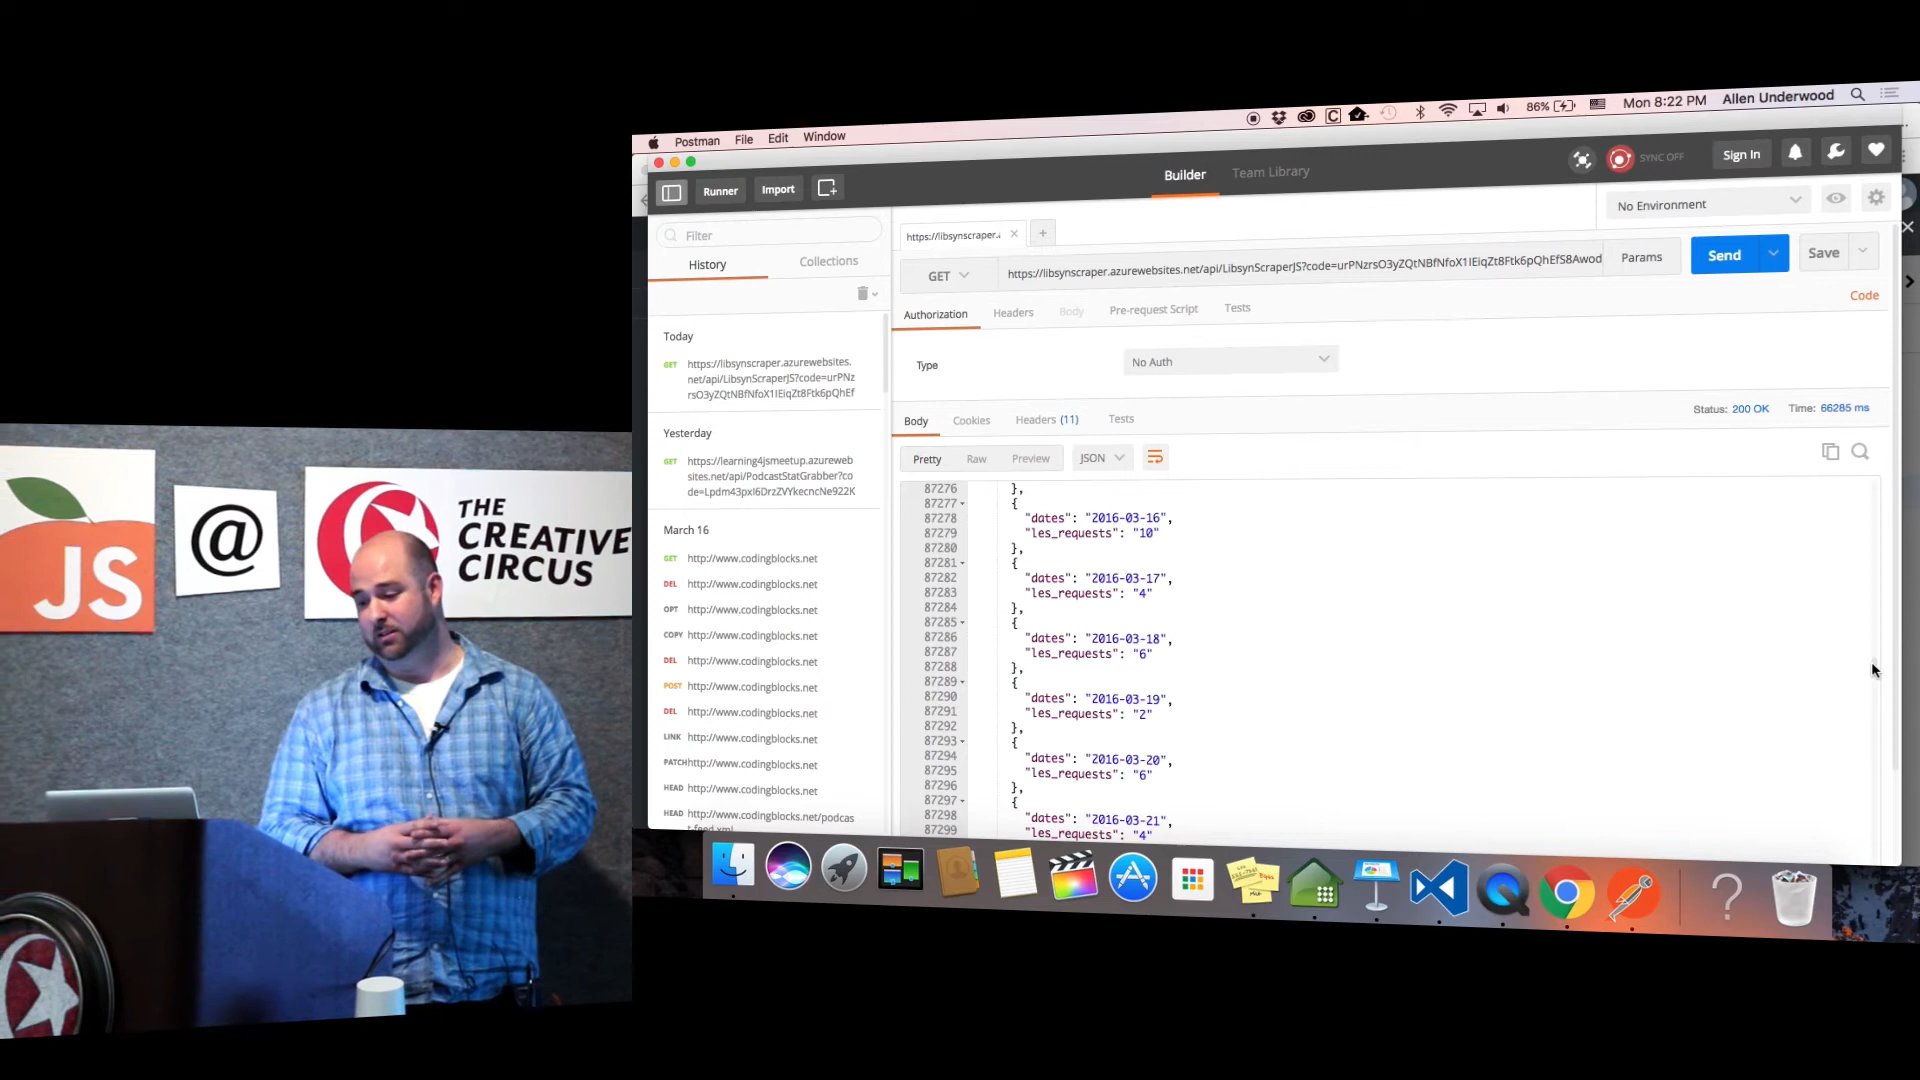 Postman File Edit Window
86% Mon 8:22 PM Allen Underwood
Runner Import
Builder Team Library
SYNC OFF Sign In
Filter
History Collections
Today
GET https://libsynscraper.azurewebsites.
net/api/LibsynScraperJS?code=urPNz
rsO3yZQtNBfNfoX1IEiqZt8Ftk6pQhEf
Yesterday
GET https://learning4jsmeetup.azureweb
sites.net/api/PodcastStatGrabber?co
de=Lpdm43pxl6DrzZVYkecncNe922K
March 16
GET http://www.codingblocks.net
DEL http://www.codingblocks.net
OPT http://www.codingblocks.net
COPY http://www.codingblocks.net
DEL http://www.codingblocks.net
POST http://www.codingblocks.net
DEL http://www.codingblocks.net
LINK http://www.codingblocks.net
PATCH http://www.codingblocks.net
HEAD http://www.codingblocks.net
HEAD http://www.codingblocks.net/podcas
t-feed.xml
https://libsynscraper.
No Environment
GET https://libsynscraper.azurewebsites.net/api/LibsynScraperJS?code=urPNzrsO3yZQtNBfNfoX1IEiqZt8Ftk6pQhEfS8Awod Params Send Save
Code
Authorization Headers Body Pre-request Script Tests
Type No Auth
Body Cookies Headers (11) Tests
Status: 200 OK Time: 66285 ms
Pretty Raw Preview JSON
87276 },
87277 {
87278 "dates": "2016-03-16",
87279 "les_requests": "10"
87280 },
87281 {
87282 "dates": "2016-03-17",
87283 "les_requests": "4"
87284 },
87285 {
87286 "dates": "2016-03-18",
87287 "les_requests": "6"
87288 },
87289 {
87290 "dates": "2016-03-19",
87291 "les_requests": "2"
87292 },
87293 {
87294 "dates": "2016-03-20",
87295 "les_requests": "6"
87296 },
87297 {
87298 "dates": "2016-03-21",
87299 "les_requests": "4"
JS
@
THE
CREATIVE
CIRCUS